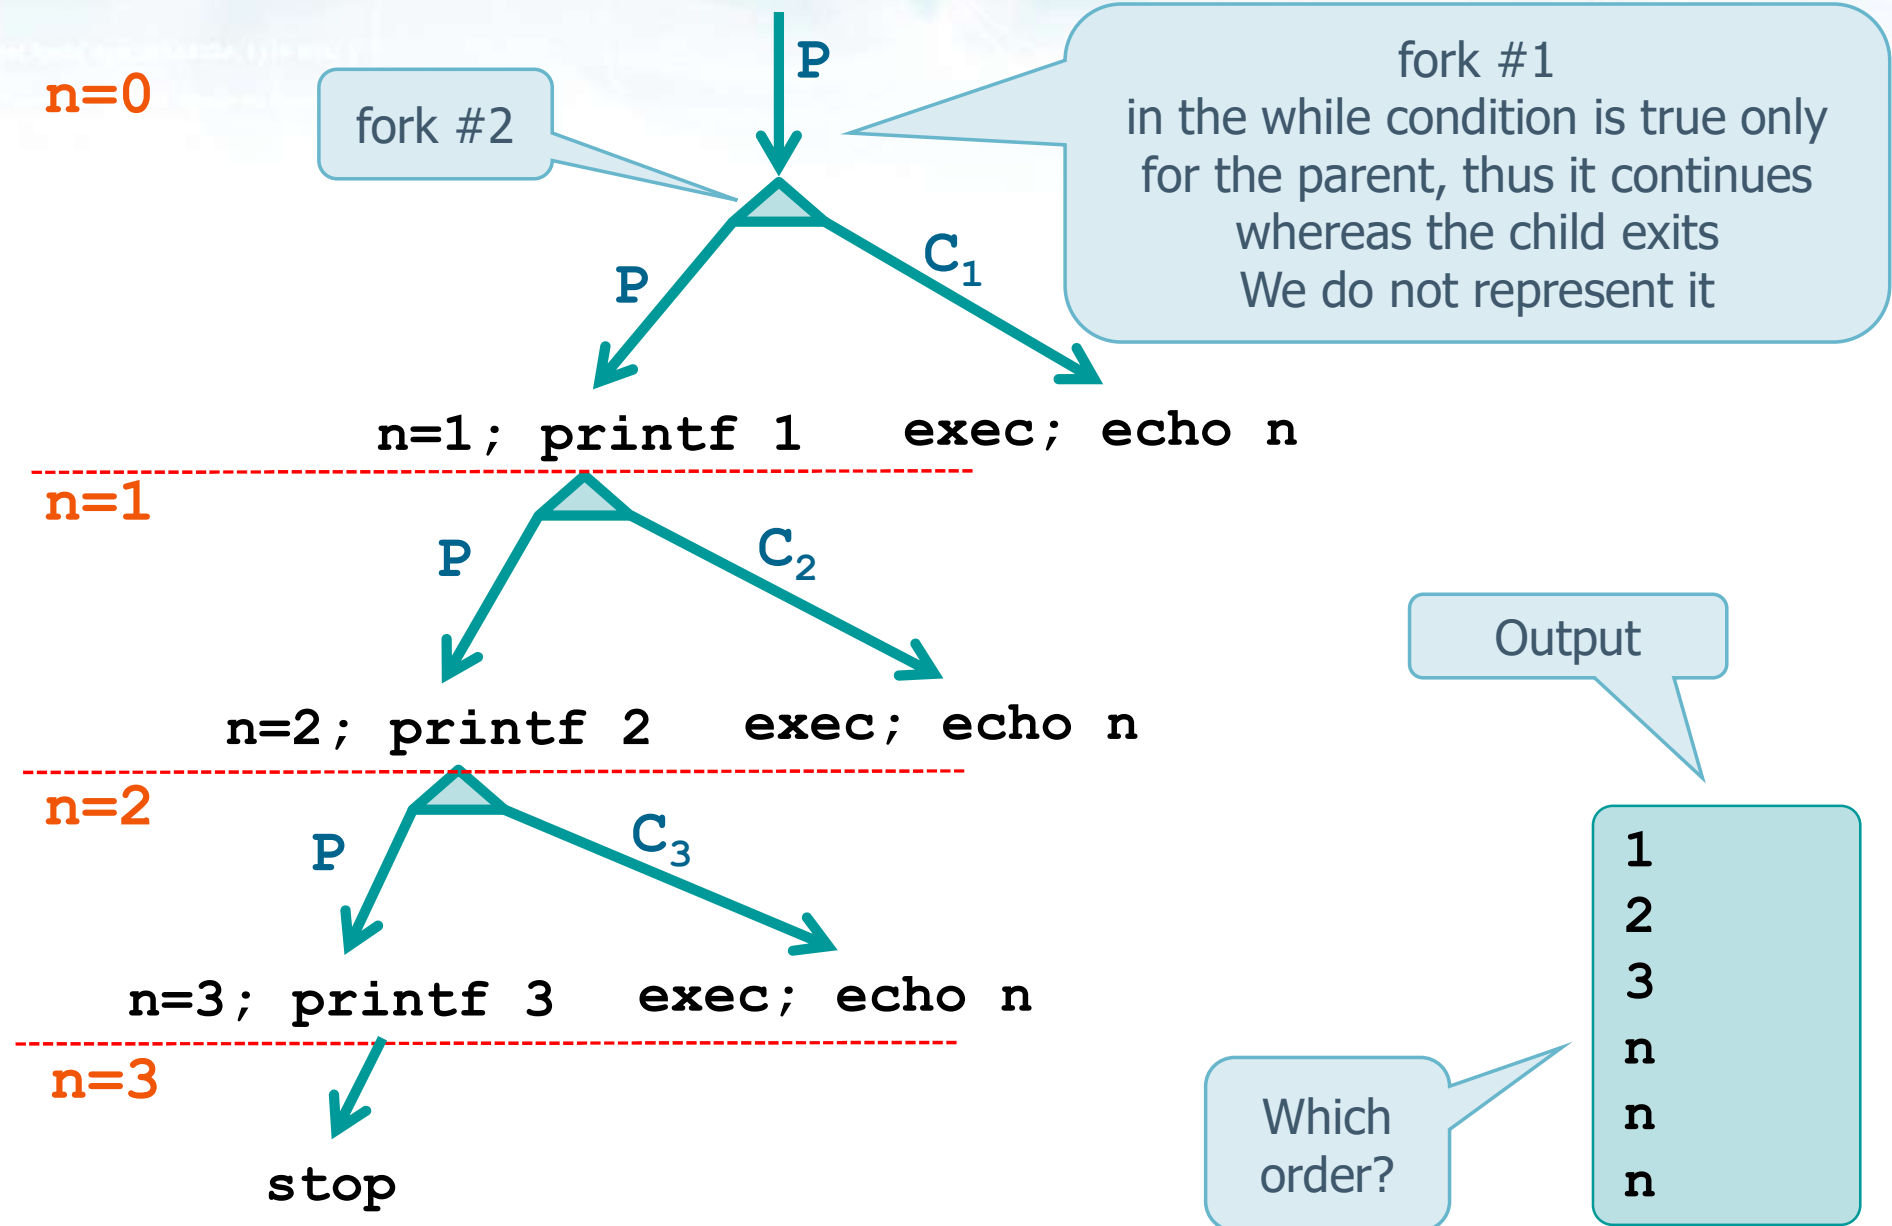 n=0
fork #2
P
fork #1
in the while condition is true only
for the parent, thus it continues
whereas the child exits
We do not represent it
P
C1
n=1; printf 1
exec; echo n
n=1
P
C2
n=2; printf 2
exec; echo n
n=2
P
C3
n=3; printf 3
exec; echo n
n=3
stop
Output
1
2
3
n
n
n
Which
order?